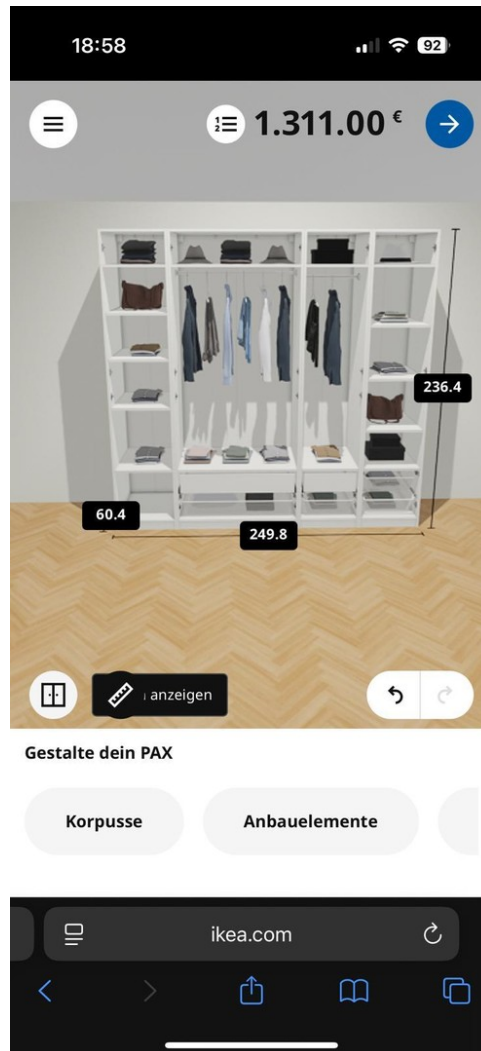 18:58
92
1.311.00 €
236.4
60.4
249.8
anzeigen
Gestalte dein PAX
Korpusse
Anbauelemente
ikea.com